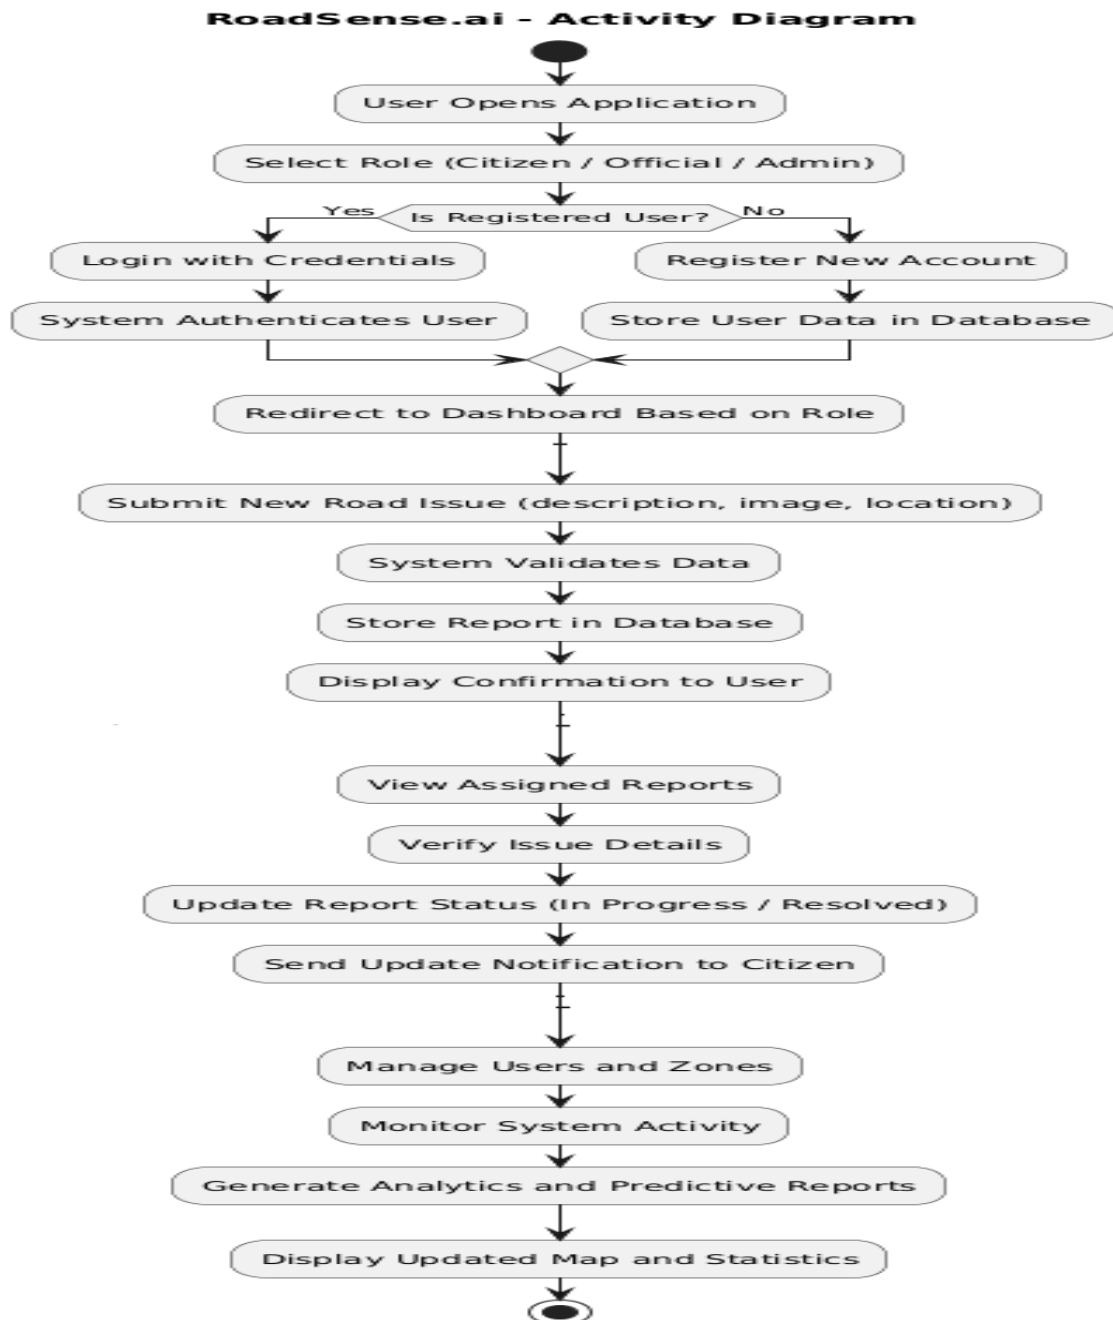 RoadSense.ai - Activity Diagram
User Opens Application
Select Role (Citizen / Official / Admin)
Yes
Is Registered User?
No
Login with Credentials
Register New Account
System Authenticates User
Store User Data in Database
Redirect to Dashboard Based on Role
Submit New Road Issue (description, image, location)
System Validates Data
Store Report in Database
Display Confirmation to User
View Assigned Reports
Verify Issue Details
Update Report Status (In Progress / Resolved)
Send Update Notification to Citizen
Manage Users and Zones
Monitor System Activity
Generate Analytics and Predictive Reports
Display Updated Map and Statistics